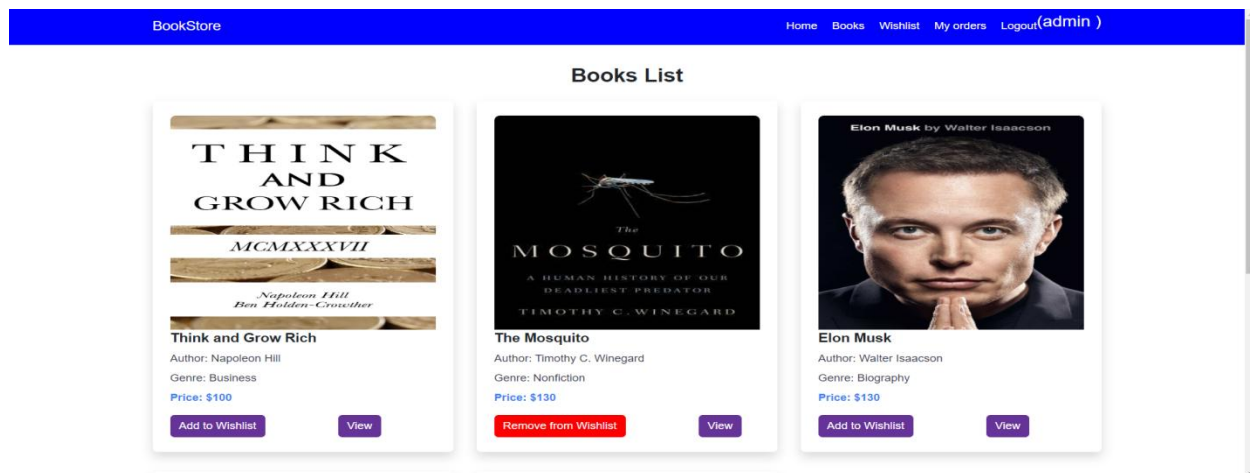 BookStore
Home Books Wishlist My orders Logout(admin )
Books List
THINK
AND
GROW RICH
MCMXXXVII
Napoleon Hill
Ben Holden-Crowther
Think and Grow Rich
Author: Napoleon Hill
Genre: Business
Price: $100
Add to Wishlist View
The
MOSQUITO
A HUMAN HISTORY OF OUR
DEADLIEST PREDATOR
TIMOTHY C. WINEGARD
The Mosquito
Author: Timothy C. Winegard
Genre: Nonfiction
Price: $130
Remove from Wishlist View
Elon Musk by Walter Isaacson
Elon Musk
Author: Walter Isaacson
Genre: Biography
Price: $130
Add to Wishlist View